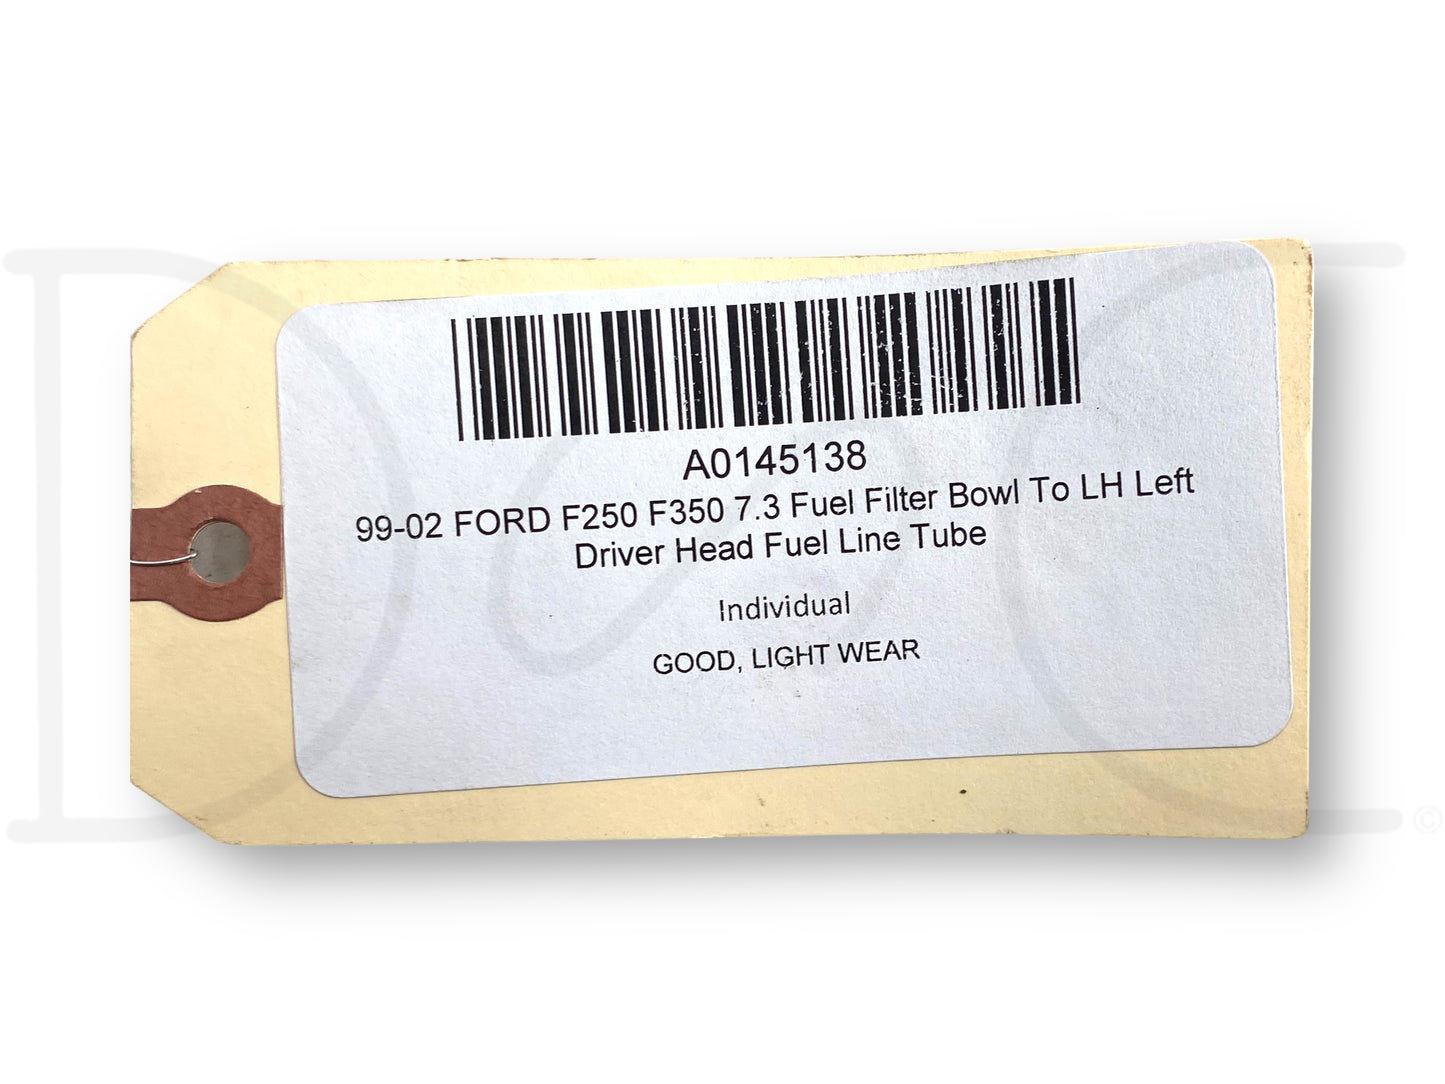 A0145138
99-02 FORD F250 F350 7.3 Fuel Filter Bowl To LH Left
Driver Head Fuel Line Tube
Individual
GOOD, LIGHT WEAR
©